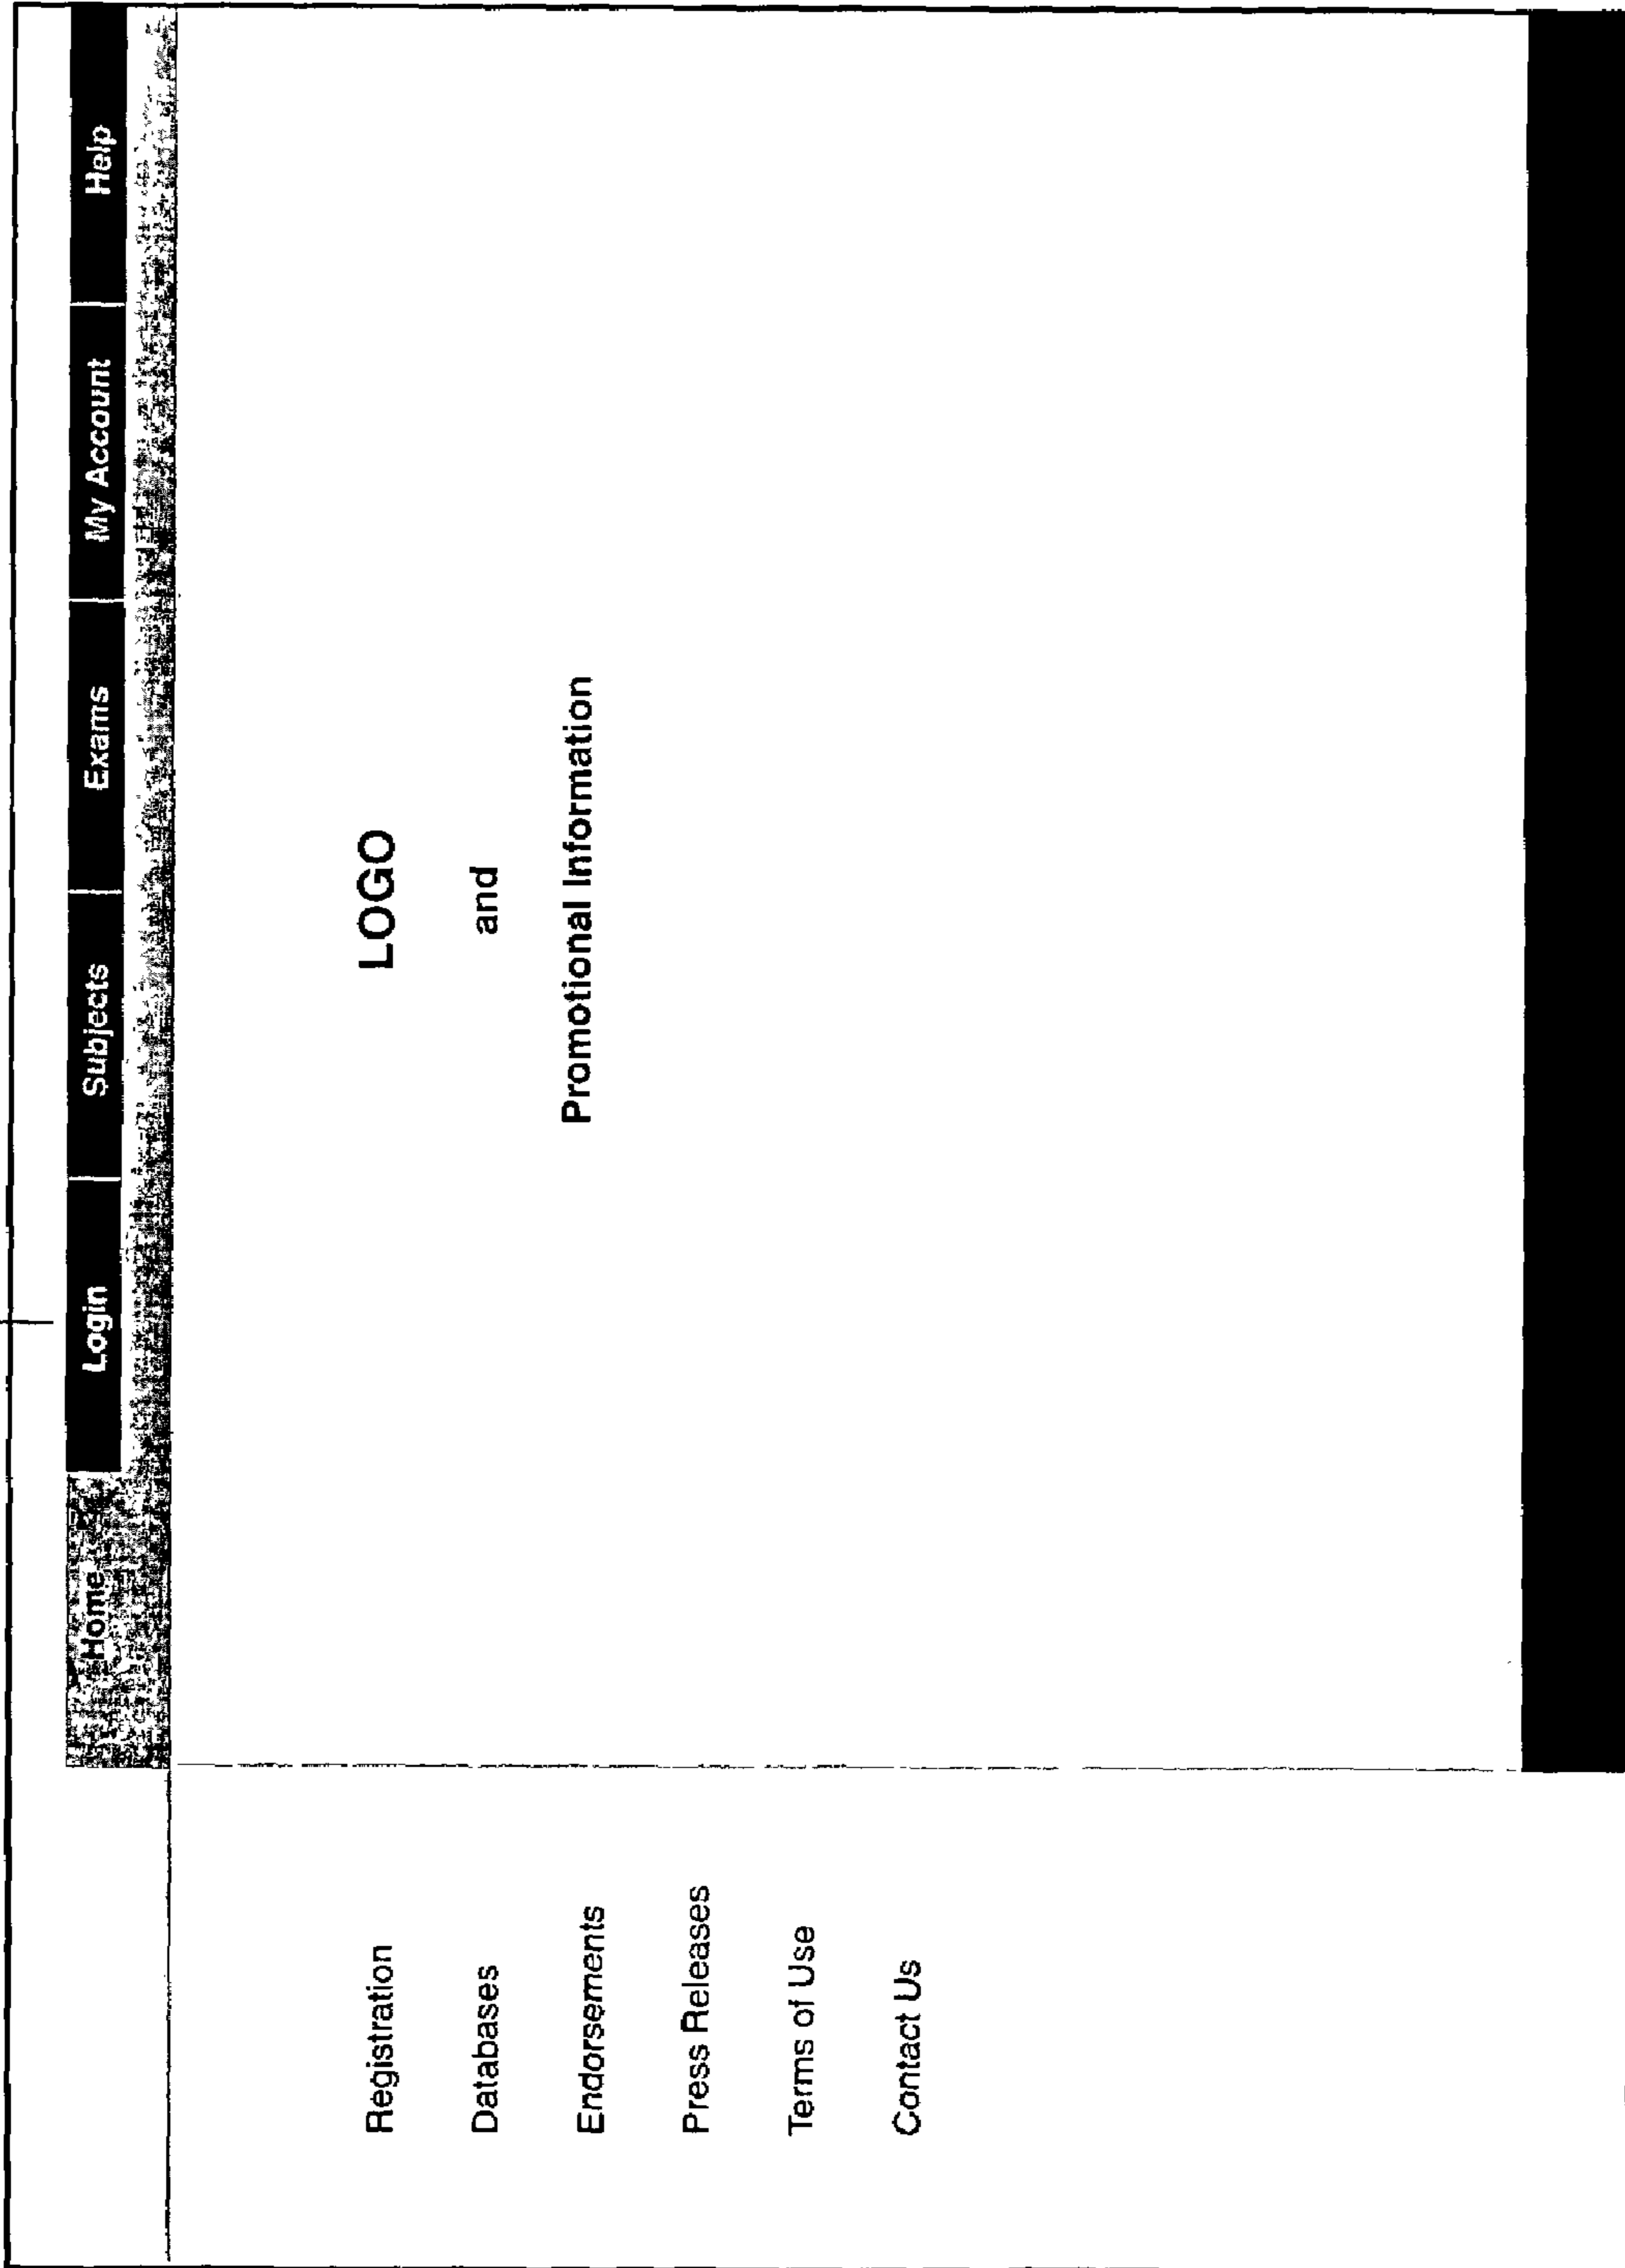 Home Login Subjects Exams My Account Help
LOGO
and
Promotional Information
Registration
Databases
Endorsements
Press Releases
Terms of Use
Contact Us